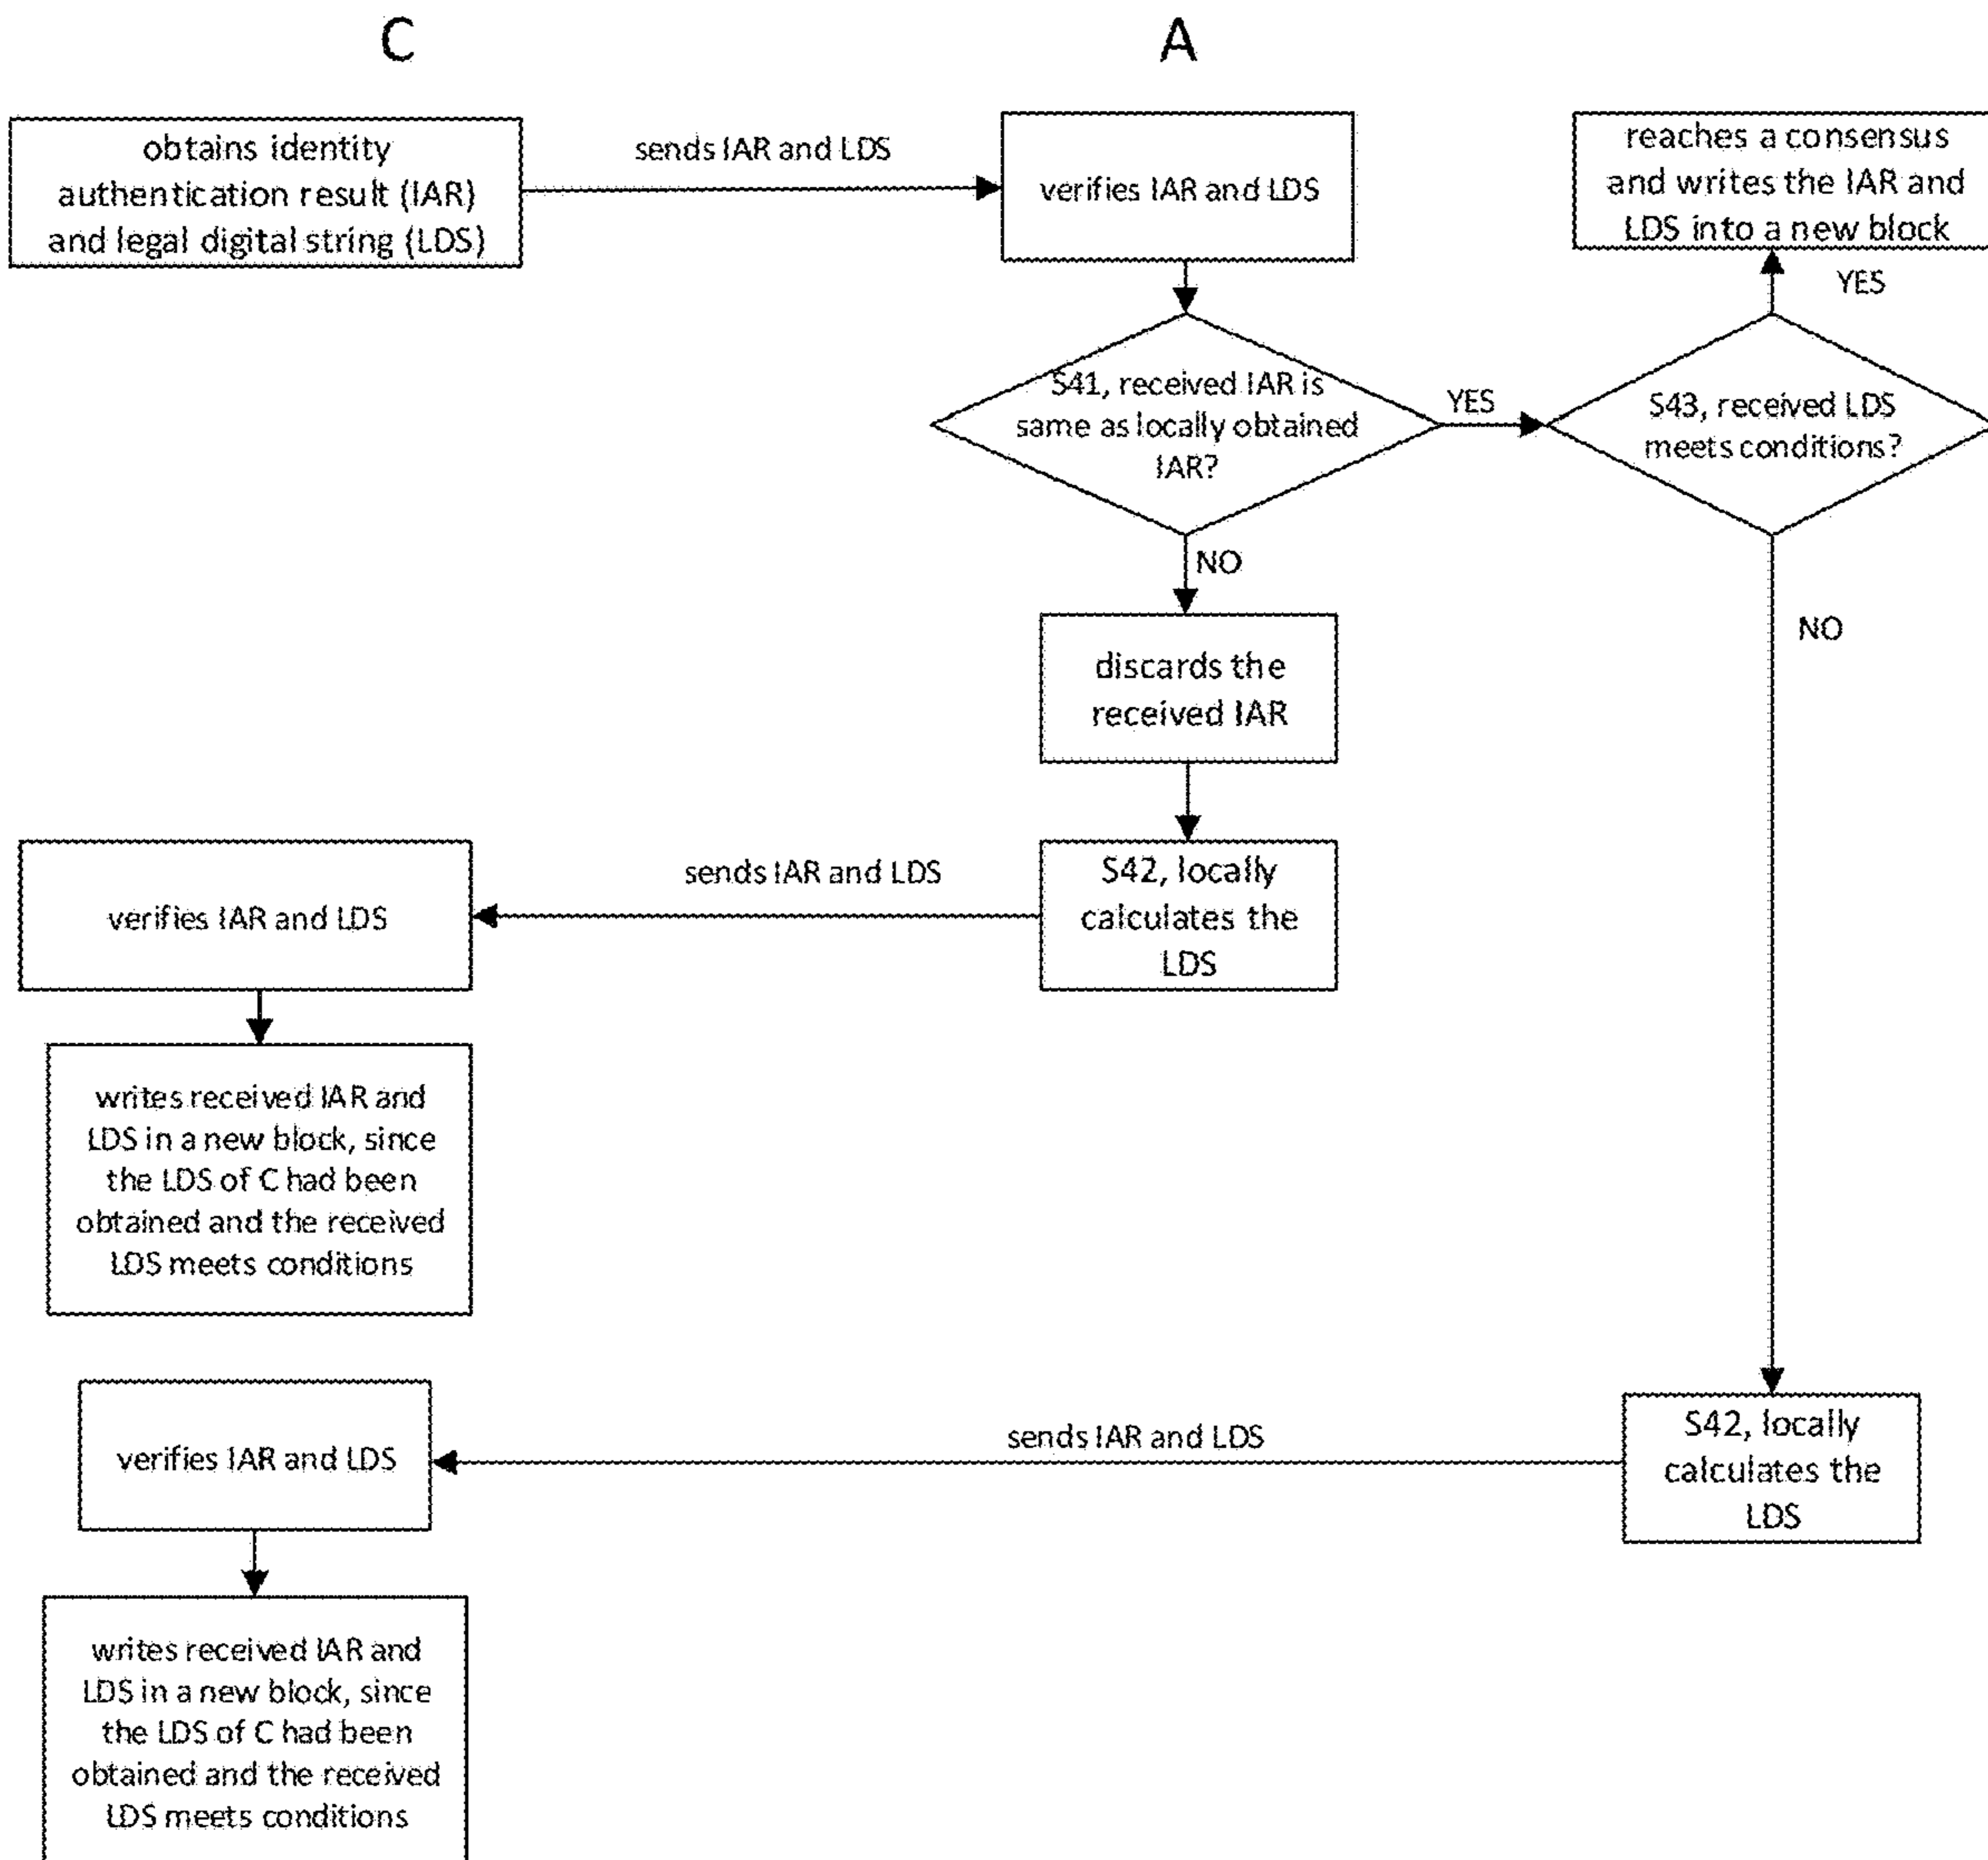 C
A
obtains identity
authentication result (IAR)
and legal digital string (LDS)
sends IAR and LDS
verifies IAR and LDS
reaches a consensus
and writes the IAR and
LDS into a new block
YES
S41, received IAR is
same as locally obtained
IAR?
YES
S43, received LDS
meets conditions?
NO
NO
discards the
received IAR
S42, locally
calculates the
LDS
sends IAR and LDS
verifies IAR and LDS
writes received IAR and
LDS in a new block, since
the LDS of C had been
obtained and the received
LDS meets conditions
S42, locally
calculates the
LDS
sends IAR and LDS
verifies IAR and LDS
writes received IAR and
LDS in a new block, since
the LDS of C had been
obtained and the received
LDS meets conditions